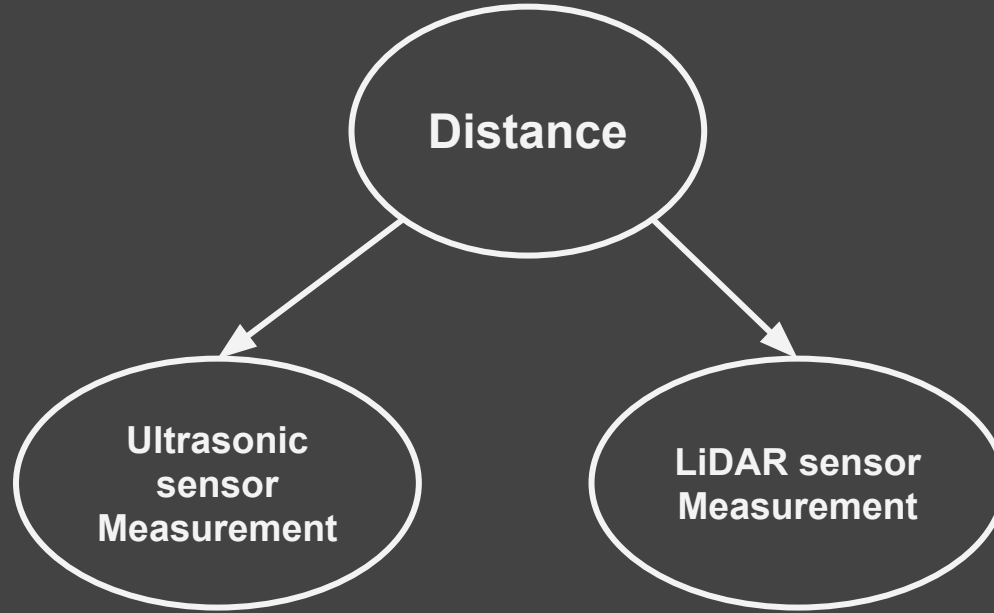 Distance
Ultrasonic
sensor
Measurement
LiDAR sensor
Measurement